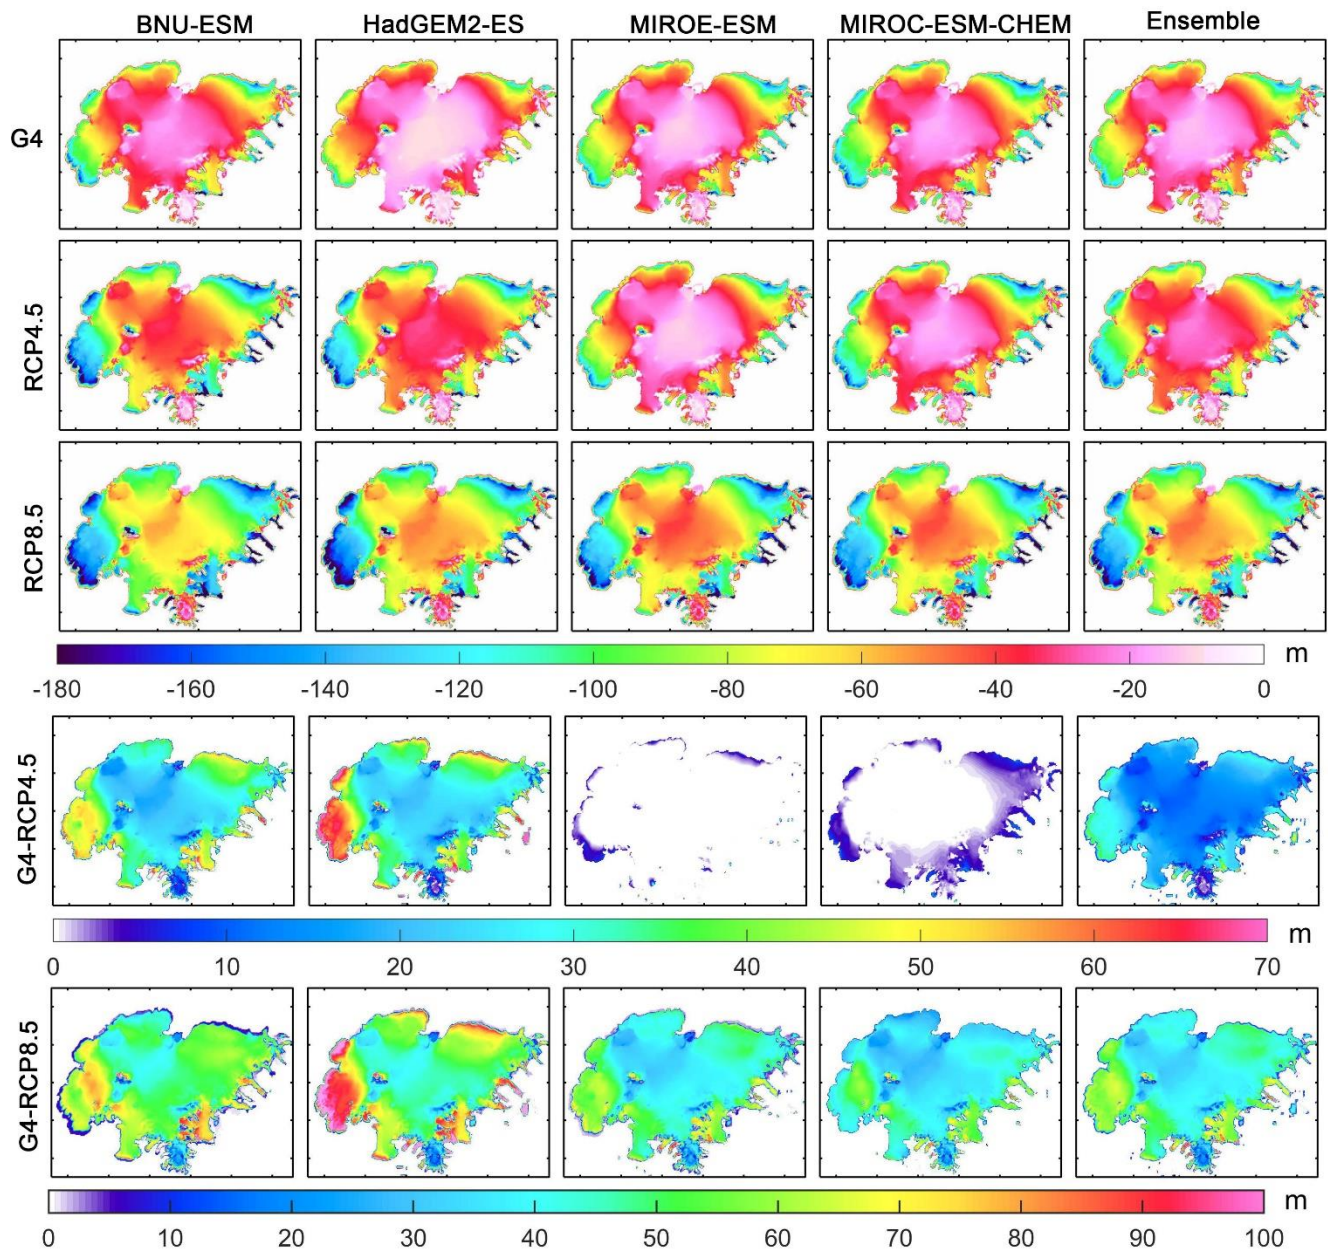 BNU-ESM HadGEM2-ES MIROE-ESM MIROC-ESM-CHEM Ensemble
G4
RCP4.5
RCP8.5
-180 -160 -140 -120 -100 -80 -60 -40 -20 0 m
G4-RCP4.5
0 10 20 30 40 50 60 70 m
G4-RCP8.5
0 10 20 30 40 50 60 70 80 90 100 m